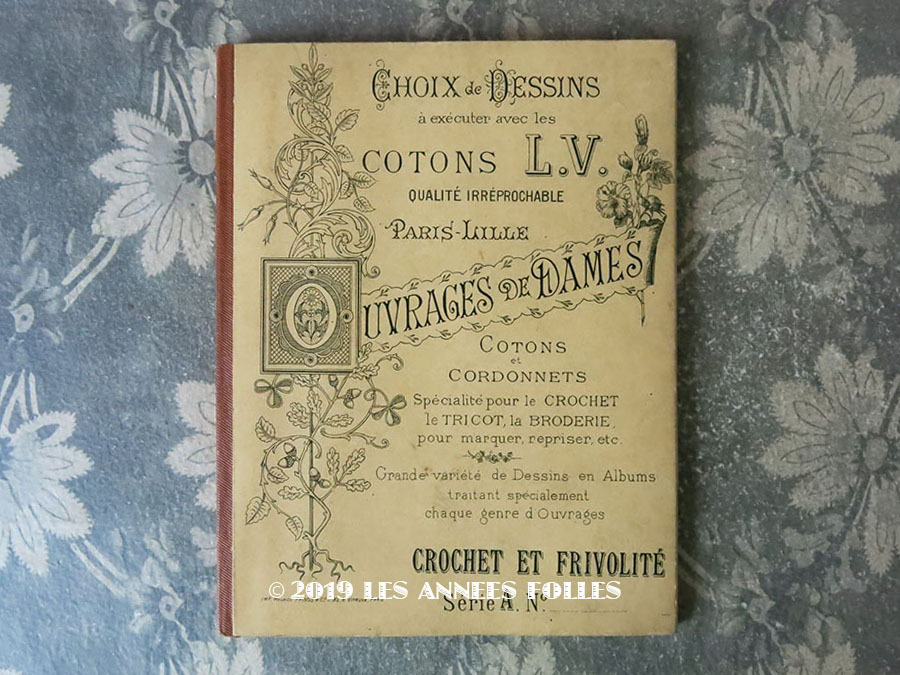 CHOIX de DESSINS
à exécuter avec les
COTONS L.V.
QUALITÉ IRRÉPROCHABLE
PARIS-LILLE
OUVRAGES DE DAMES
COTONS
et
CORDONNETS
Spécialité pour le CROCHET
le TRICOT, la BRODERIE,
pour marquer, repriser, etc.
Grande variété de Dessins en Albums
traitant spécialement
chaque genre d'Ouvrages
CROCHET ET FRIVOLITÉ
© 2019 LES ANNEES FOLLES
Série A. No.